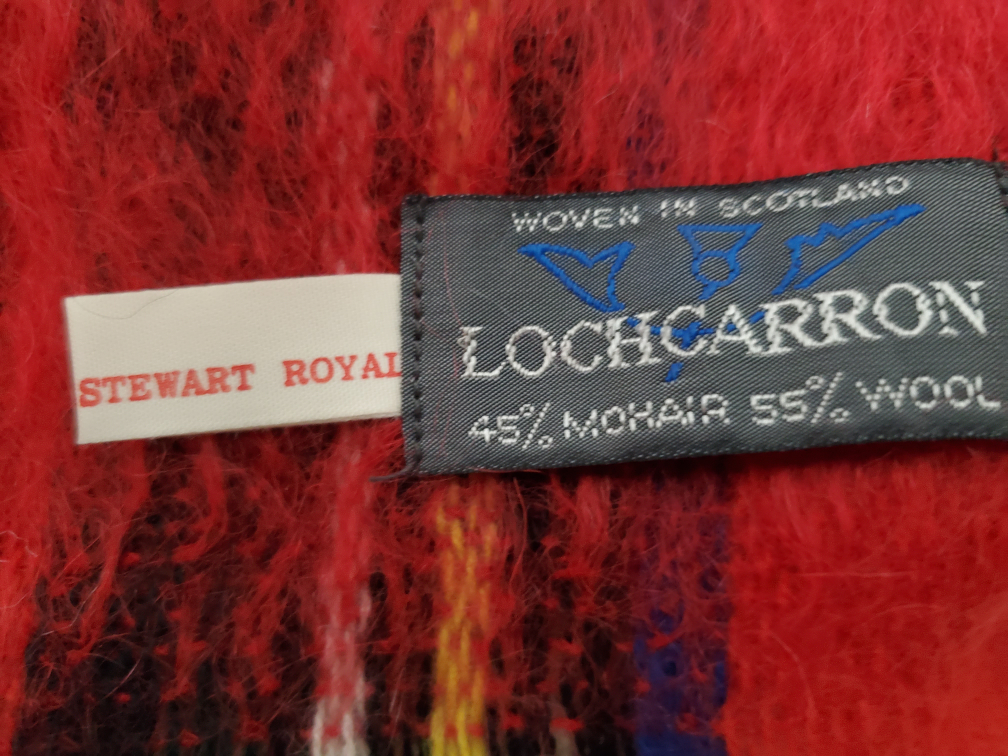 WOVEN IN SCOTLAND
LOCHCARRON
45% MOHAIR 55% WOOL
STEWART ROYAL